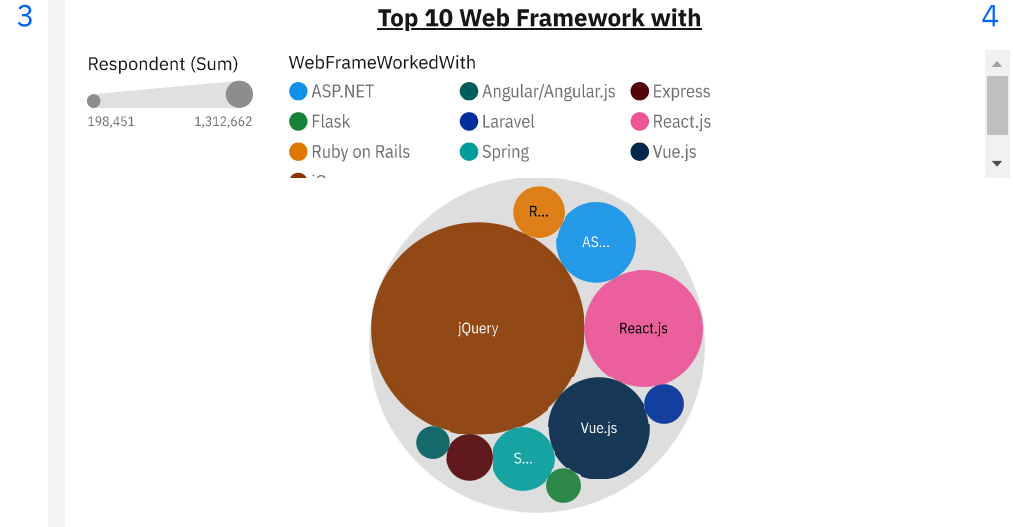 3
Top 10 Web Framework with
4
Respondent (Sum)
198,451 1,312,662
WebFrameWorkedWith
ASP.NET Angular/Angular.js Express
Flask Laravel React.js
Ruby on Rails Spring Vue.js
R...
AS...
jQuery
React.js
Vue.js
S...